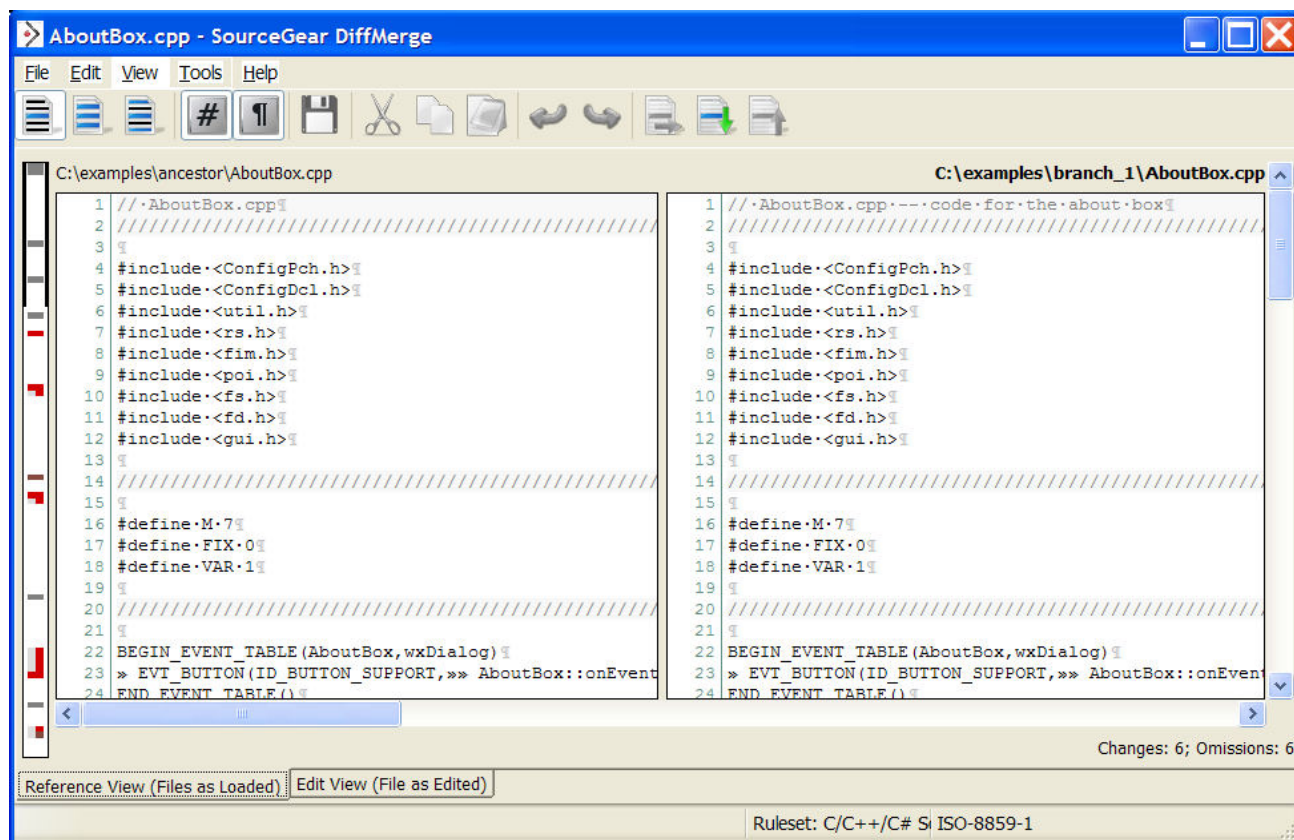 AboutBox.cpp - SourceGear DiffMerge
File Edit View Tools Help
# ¶
C:\examples\ancestor\AboutBox.cpp
C:\examples\branch_1\AboutBox.cpp
1 //·AboutBox.cpp¶
2 ///////////////////////////////////////////////////
3 ¶
4 #include·<ConfigPch.h>¶
5 #include·<ConfigDcl.h>¶
6 #include·<util.h>¶
7 #include·<rs.h>¶
8 #include·<fim.h>¶
9 #include·<poi.h>¶
10 #include·<fs.h>¶
11 #include·<fd.h>¶
12 #include·<gui.h>¶
13 ¶
14 ///////////////////////////////////////////////////
15 ¶
16 #define·M·7¶
17 #define·FIX·0¶
18 #define·VAR·1¶
19 ¶
20 ///////////////////////////////////////////////////
21 ¶
22 BEGIN_EVENT_TABLE(AboutBox,wxDialog)¶
23 » EVT_BUTTON(ID_BUTTON_SUPPORT,»» AboutBox::onEvent
24 END_EVENT_TABLE()¶
1 //·AboutBox.cpp·--·code·for·the·about·box¶
2 ///////////////////////////////////////////////////
3 ¶
4 #include·<ConfigPch.h>¶
5 #include·<ConfigDcl.h>¶
6 #include·<util.h>¶
7 #include·<rs.h>¶
8 #include·<fim.h>¶
9 #include·<poi.h>¶
10 #include·<fs.h>¶
11 #include·<fd.h>¶
12 #include·<gui.h>¶
13 ¶
14 ///////////////////////////////////////////////////
15 ¶
16 #define·M·7¶
17 #define·FIX·0¶
18 #define·VAR·1¶
19 ¶
20 ///////////////////////////////////////////////////
21 ¶
22 BEGIN_EVENT_TABLE(AboutBox,wxDialog)¶
23 » EVT_BUTTON(ID_BUTTON_SUPPORT,»» AboutBox::onEvent
24 END_EVENT_TABLE()¶
Changes: 6; Omissions: 6
Reference View (Files as Loaded) Edit View (File as Edited)
Ruleset: C/C++/C# S ISO-8859-1